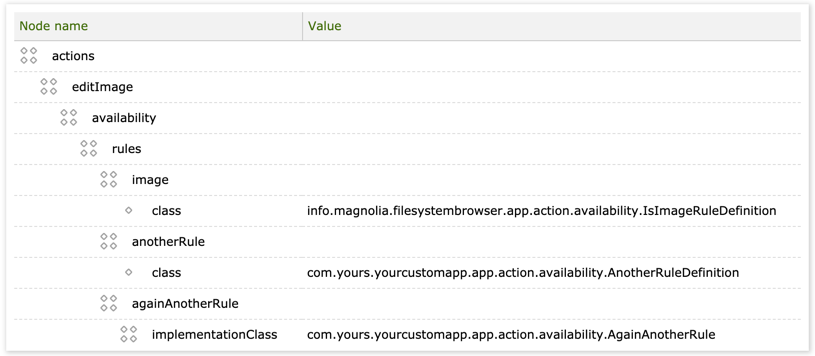 Node name Value
actions
editImage
availability
rules
image
class info.magnolia.filesystembrowser.app.action.availability.IsImageRuleDefinition
anotherRule
class com.yours.yourcustomapp.app.action.availability.AnotherRuleDefinition
againAnotherRule
implementationClass com.yours.yourcustomapp.app.action.availability.AgainAnotherRule